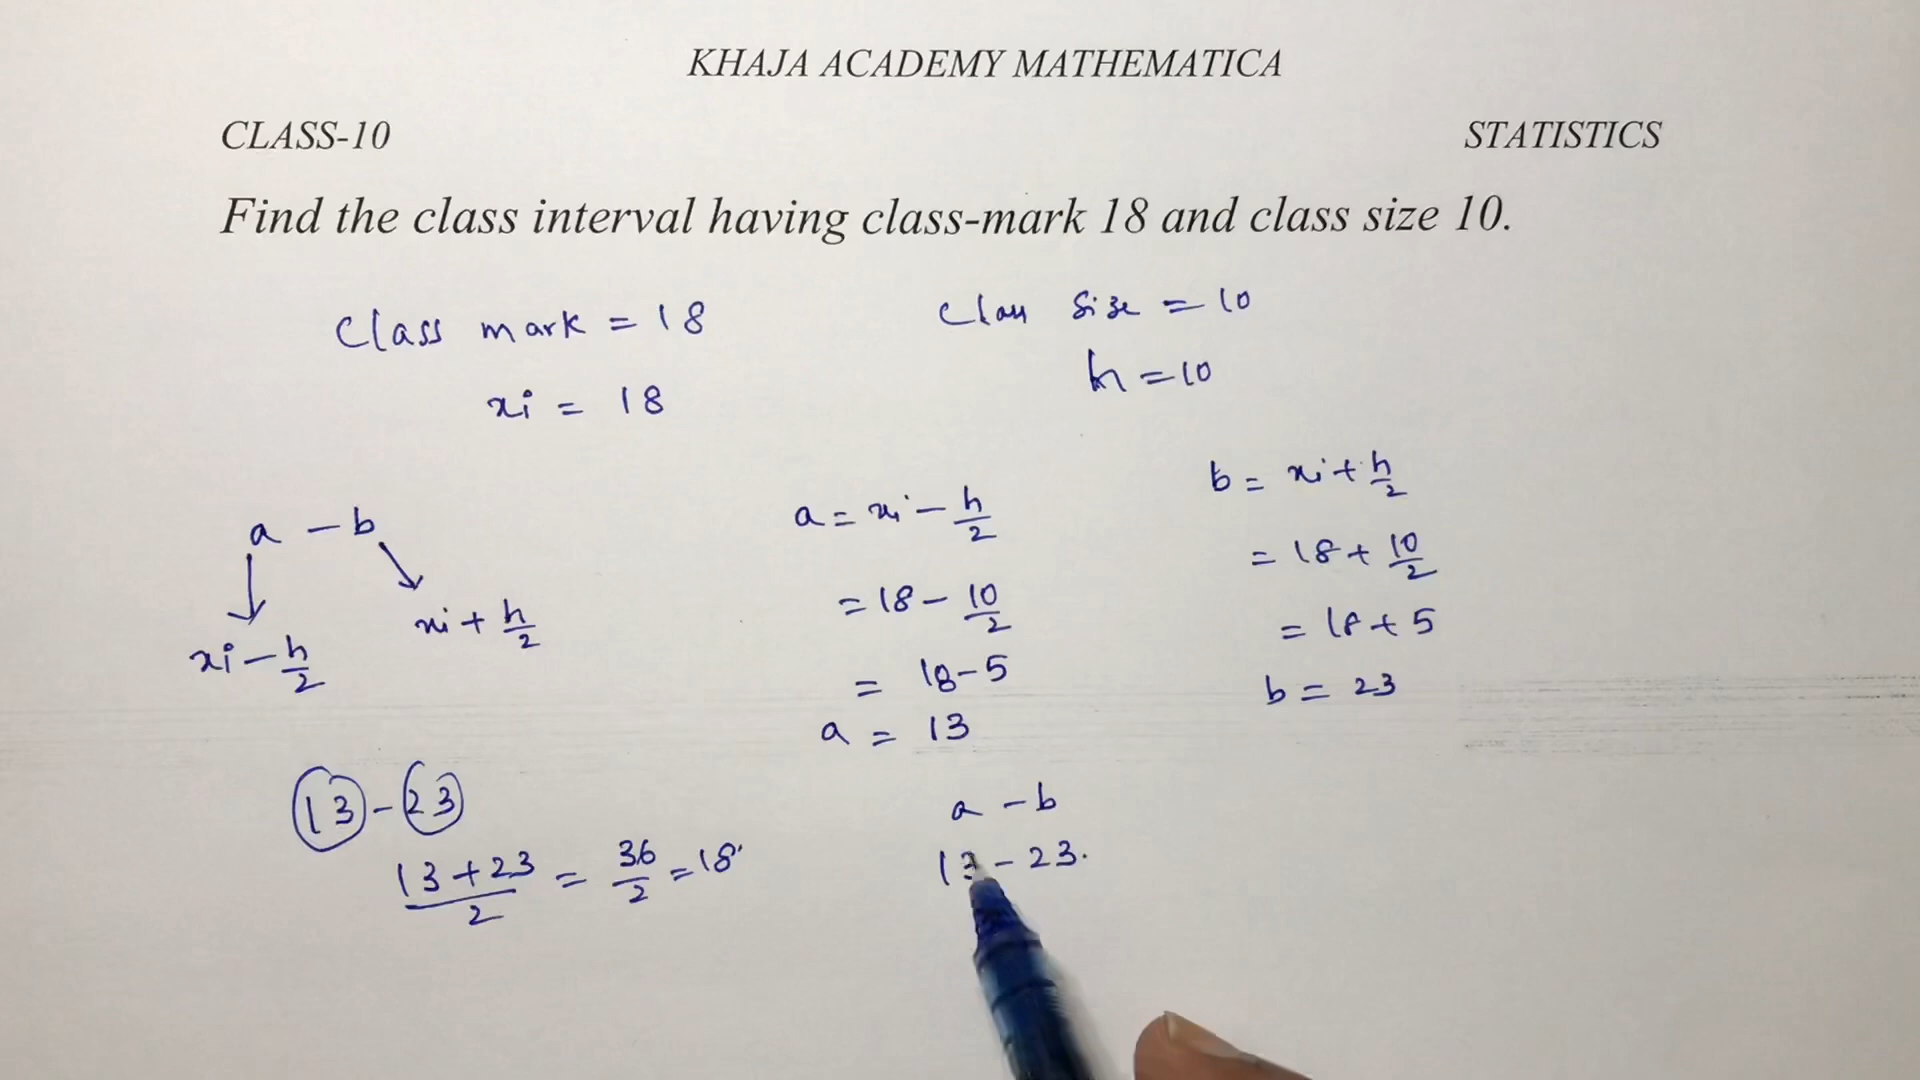 KHAJA ACADEMY MATHEMATICA
CLASS-10
STATISTICS
Find the class interval having class-mark 18 and class size 10.
Class mark = 18
xi = 18
Class size = 10
h = 10
a - b
xi - h/2
xi + h/2
a = xi - h/2
= 18 - 10/2
= 18 - 5
a = 13
b = xi + h/2
= 18 + 10/2
= 18 + 5
b = 23
13 - 23
13 + 23/2 = 36/2 = 18
a - b
13 - 23.